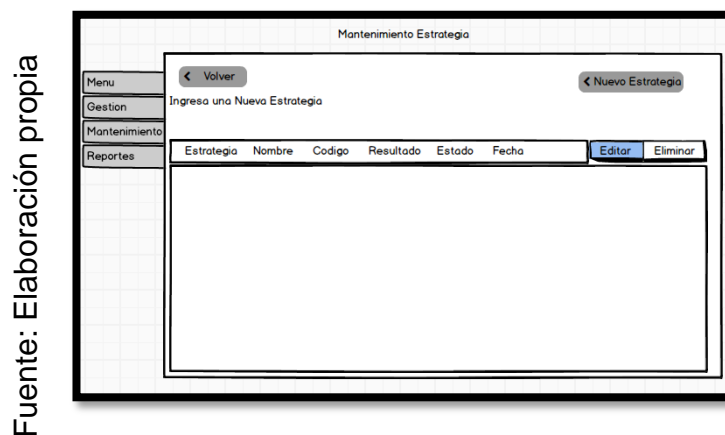 Fuente: Elaboración propia
Mantenimiento Estrategia
Volver
Nuevo Estrategia
Menu
Gestion
Mantenimiento
Reportes
Ingresa una Nueva Estrategia
Estrategia Nombre Codigo Resultado Estado Fecha Editar Eliminar